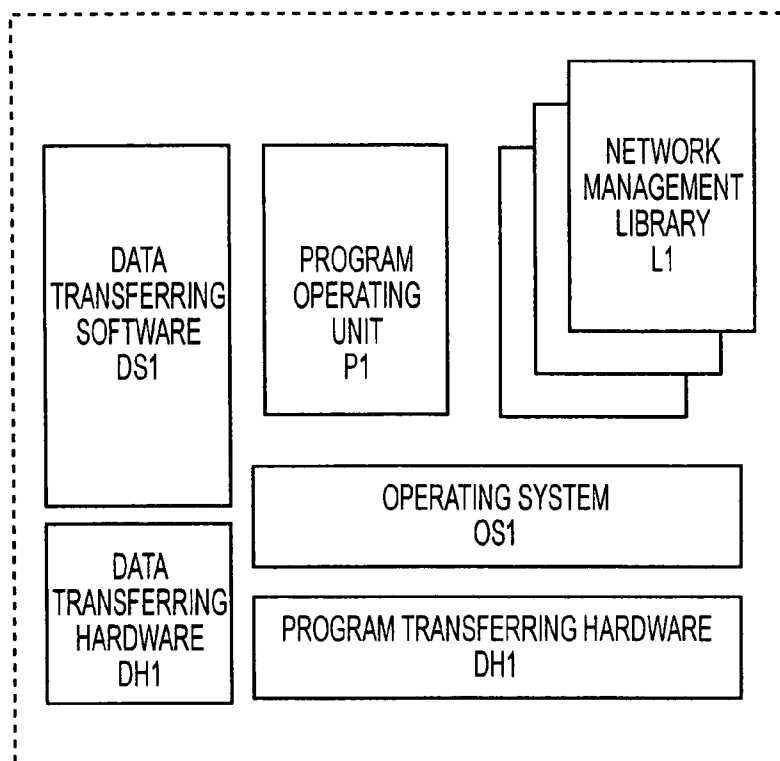 NETWORK
MANAGEMENT
LIBRARY
L1
DATA
TRANSFERRING
SOFTWARE
DS1
PROGRAM
OPERATING
UNIT
P1
OPERATING SYSTEM
OS1
DATA
TRANSFERRING
HARDWARE
DH1
PROGRAM TRANSFERRING HARDWARE
DH1